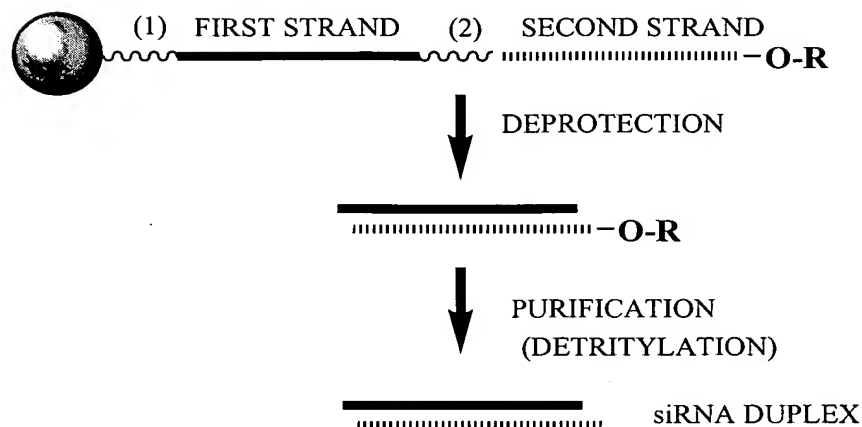 (1) FIRST STRAND (2) SECOND STRAND
O-R
DEPROTECTION
O-R
PURIFICATION
(DETRITYLATION)
siRNA DUPLEX